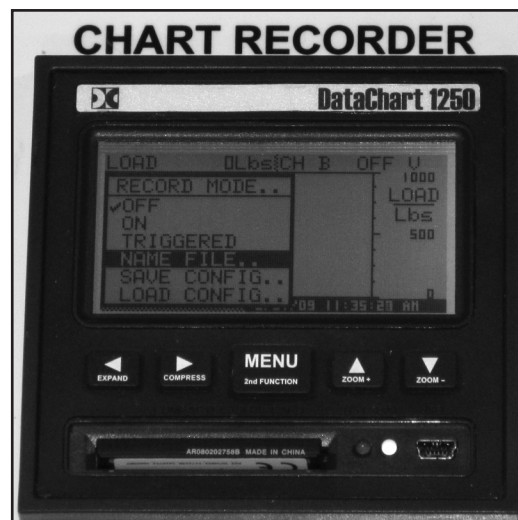 CHART RECORDER
DataChart 1250
LOAD 0Lbs CH B OFF V
RECORD MODE..
✓OFF
ON
TRIGGERED
NAME FILE..
SAVE CONFIG..
LOAD CONFIG..
1000
LOAD
Lbs
500
0
/09 11:35:29 AM
EXPAND
COMPRESS
MENU
2nd FUNCTION
ZOOM +
ZOOM –
AR080202758B MADE IN CHINA